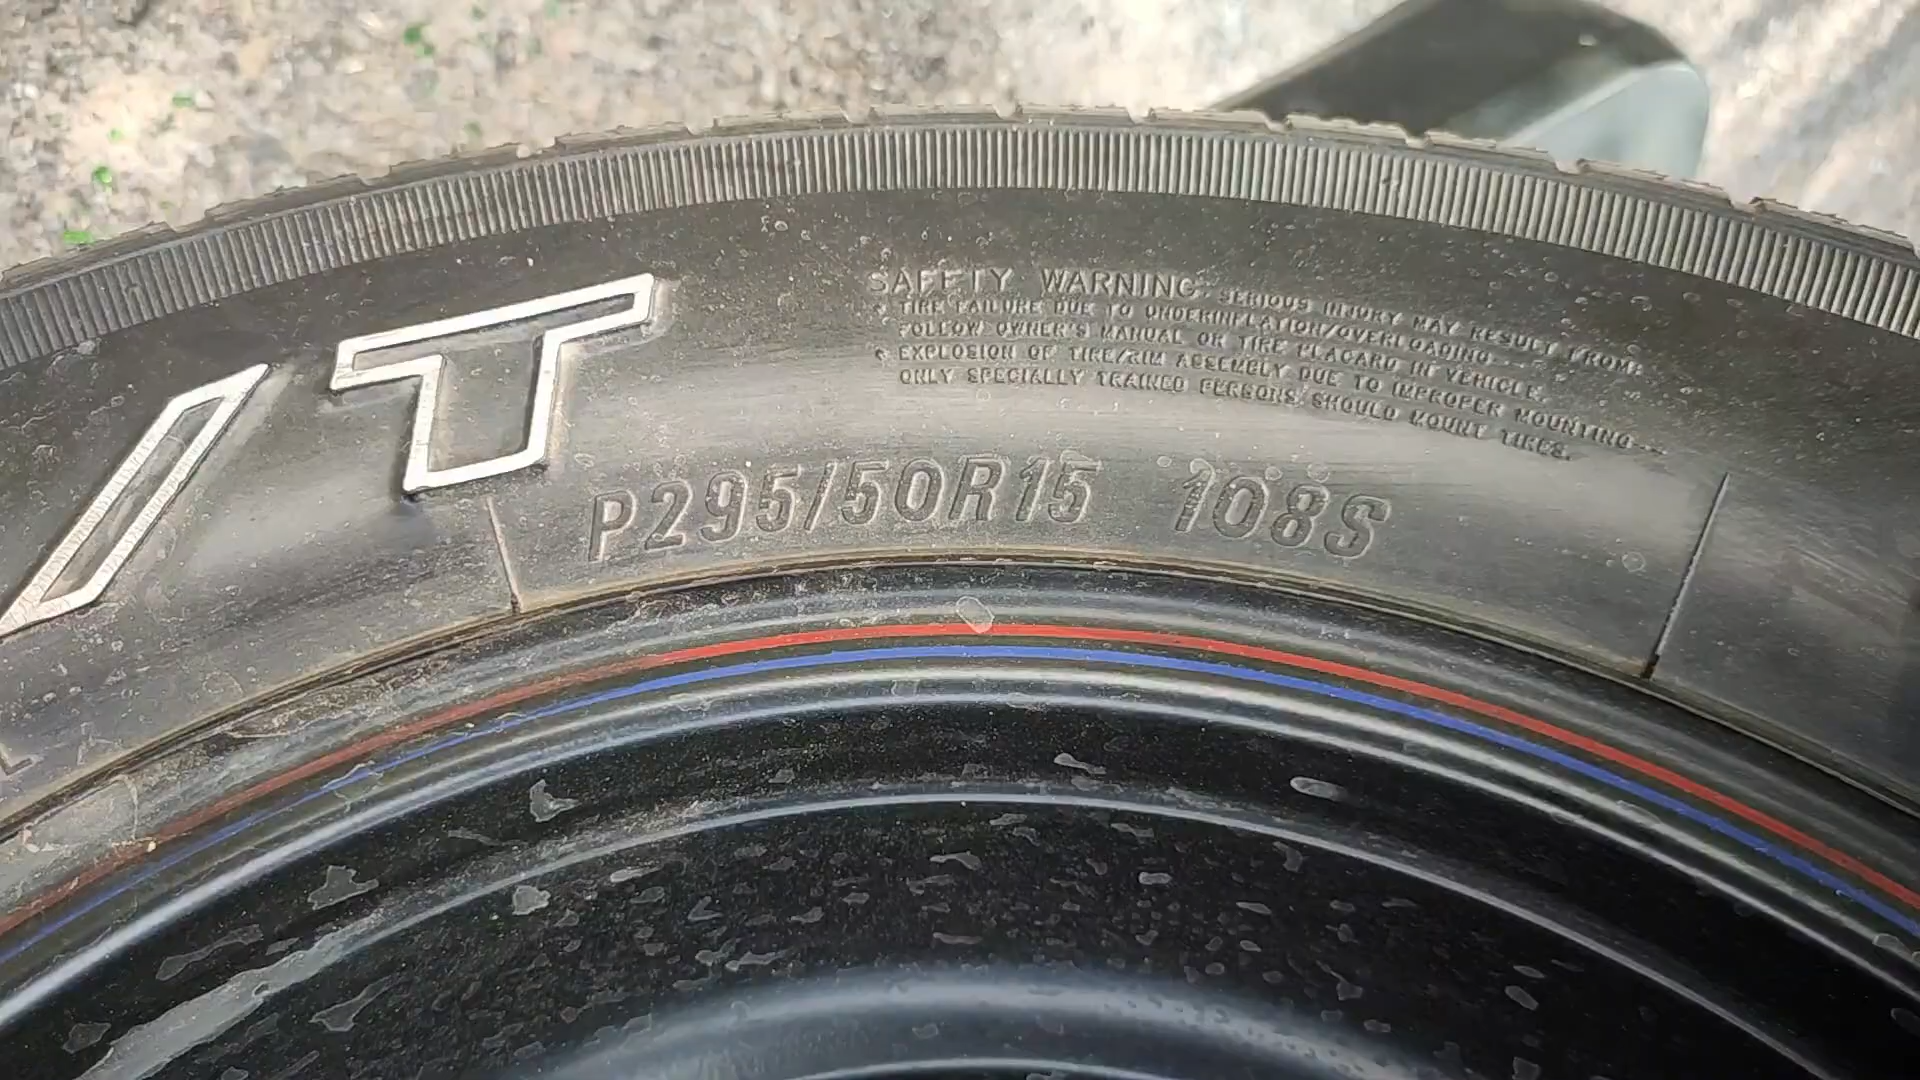 /T
SAFETY WARNING SERIOUS INJURY MAY RESULT FROM:
• TIRE FAILURE DUE TO UNDERINFLATION/OVERLOADING
FOLLOW OWNER'S MANUAL OR TIRE PLACARD IN VEHICLE.
• EXPLOSION OF TIRE/RIM ASSEMBLY DUE TO IMPROPER MOUNTING
ONLY SPECIALLY TRAINED PERSONS SHOULD MOUNT TIRES.
P295/50R15 108S
L